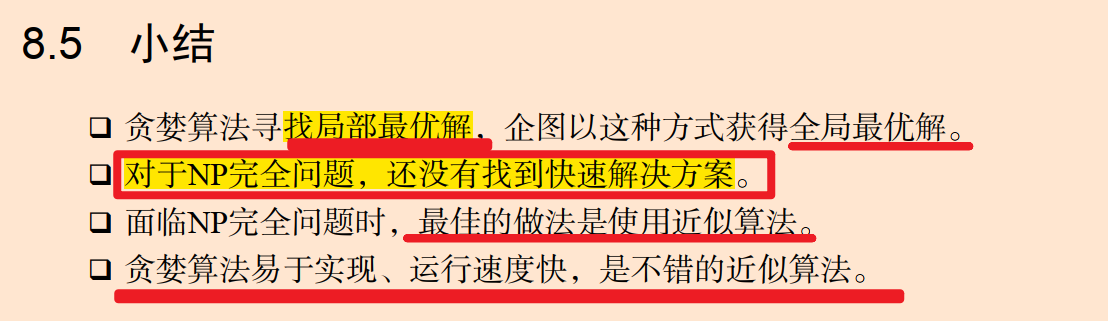 8.5 小结
❑ 贪婪算法寻找局部最优解，企图以这种方式获得全局最优解。
❑ 对于NP完全问题，还没有找到快速解决方案。
❑ 面临NP完全问题时，最佳的做法是使用近似算法。
❑ 贪婪算法易于实现、运行速度快，是不错的近似算法。